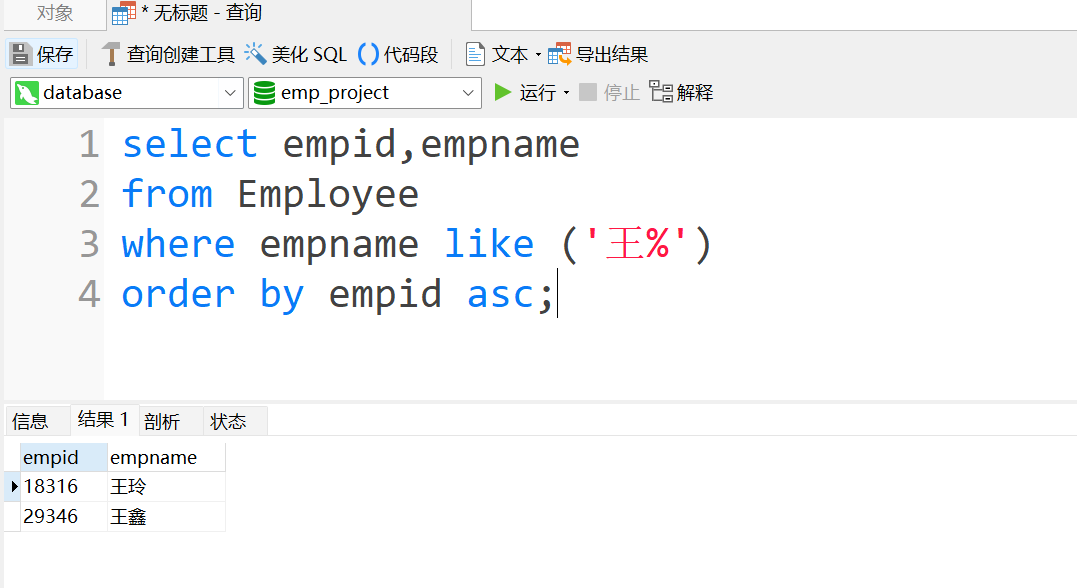 对象 * 无标题 - 查询
保存 查询创建工具 美化 SQL () 代码段 文本 导出结果
database emp_project 运行 停止 解释
1 select empid,empname
2 from Employee
3 where empname like ('王%')
4 order by empid asc;
信息 结果 1 剖析 状态
empid empname
18316 王玲
29346 王鑫